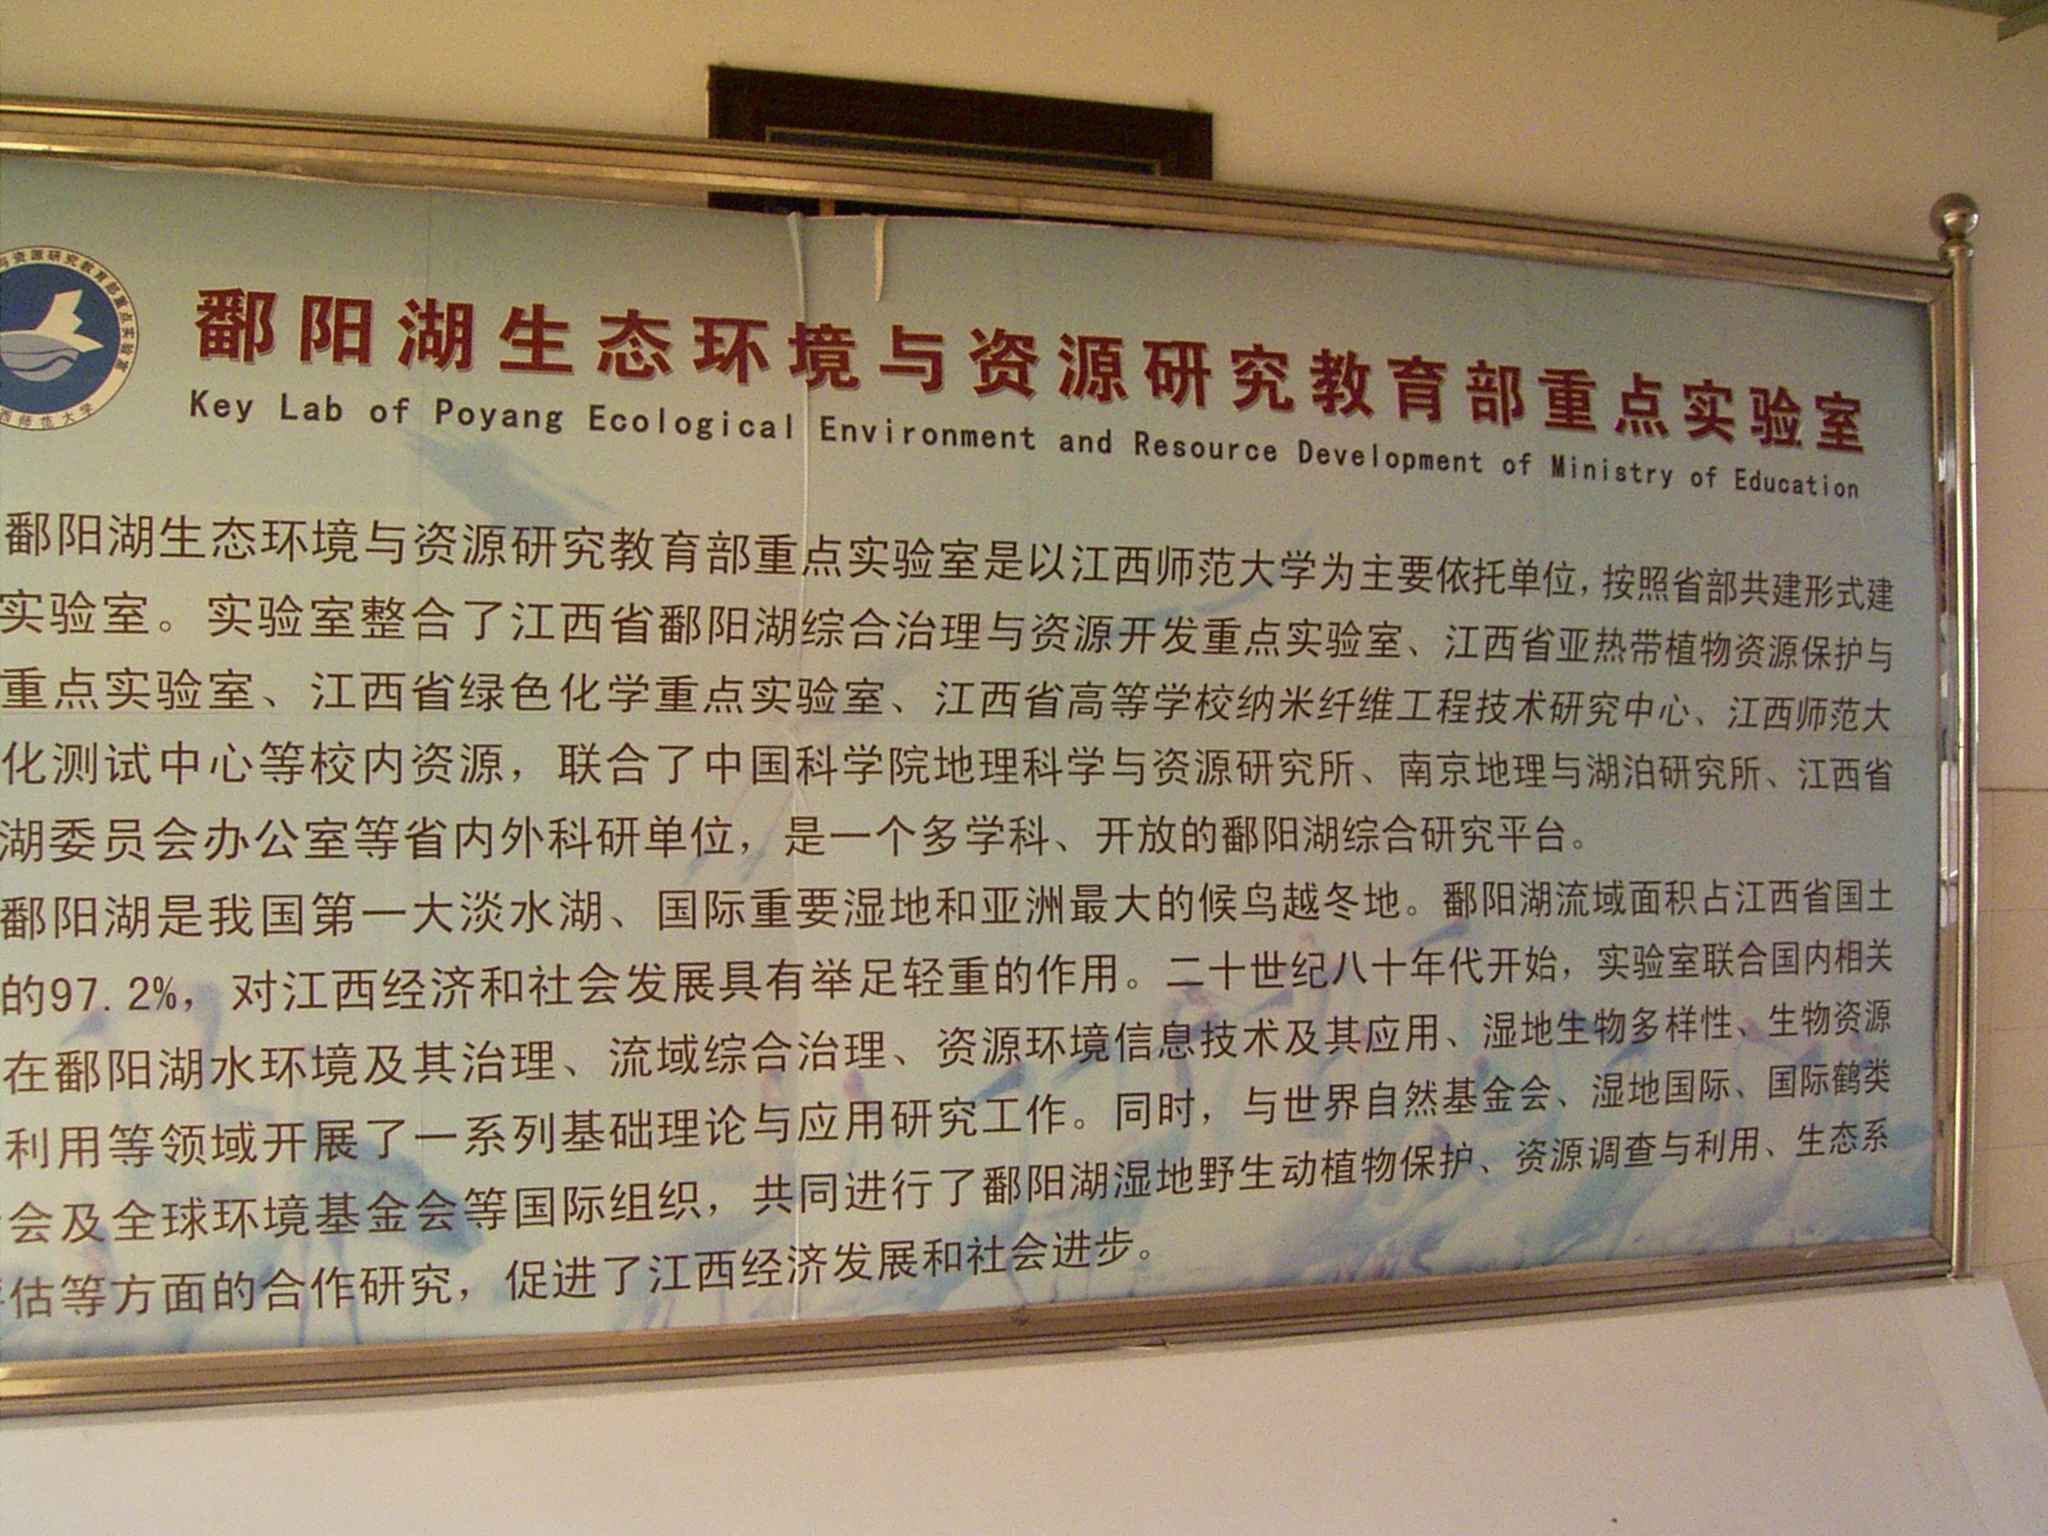 与资源研究教育部重点实验室
西师范大学
鄱阳湖生态环境与资源研究教育部重点实验室
Key Lab of Poyang Ecological Environment and Resource Development of Ministry of Education
鄱阳湖生态环境与资源研究教育部重点实验室是以江西师范大学为主要依托单位，按照省部共建形式建
实验室。实验室整合了江西省鄱阳湖综合治理与资源开发重点实验室、江西省亚热带植物资源保护与
重点实验室、江西省绿色化学重点实验室、江西省高等学校纳米纤维工程技术研究中心、江西师范大
化测试中心等校内资源，联合了中国科学院地理科学与资源研究所、南京地理与湖泊研究所、江西省
湖委员会办公室等省内外科研单位，是一个多学科、开放的鄱阳湖综合研究平台。
鄱阳湖是我国第一大淡水湖、国际重要湿地和亚洲最大的候鸟越冬地。鄱阳湖流域面积占江西省国土
的97.2%，对江西经济和社会发展具有举足轻重的作用。二十世纪八十年代开始，实验室联合国内相关
在鄱阳湖水环境及其治理、流域综合治理、资源环境信息技术及其应用、湿地生物多样性、生物资源
利用等领域开展了一系列基础理论与应用研究工作。同时，与世界自然基金会、湿地国际、国际鹤类
会及全球环境基金会等国际组织，共同进行了鄱阳湖湿地野生动植物保护、资源调查与利用、生态系
估等方面的合作研究，促进了江西经济发展和社会进步。